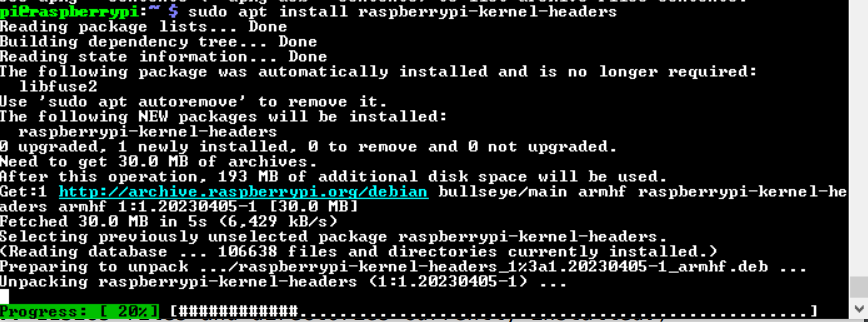 pi@raspberrypi:~ $ sudo apt install raspberrypi-kernel-headers
Reading package lists... Done
Building dependency tree... Done
Reading state information... Done
The following package was automatically installed and is no longer required:
  libfuse2
Use 'sudo apt autoremove' to remove it.
The following NEW packages will be installed:
  raspberrypi-kernel-headers
0 upgraded, 1 newly installed, 0 to remove and 0 not upgraded.
Need to get 30.0 MB of archives.
After this operation, 193 MB of additional disk space will be used.
Get:1 http://archive.raspberrypi.org/debian bullseye/main armhf raspberrypi-kernel-he
aders armhf 1:1.20230405-1 [30.0 MB]
Fetched 30.0 MB in 5s (6,429 kB/s)
Selecting previously unselected package raspberrypi-kernel-headers.
(Reading database ... 106638 files and directories currently installed.)
Preparing to unpack .../raspberrypi-kernel-headers_1%3a1.20230405-1_armhf.deb ...
Unpacking raspberrypi-kernel-headers (1:1.20230405-1) ...
Progress: [ 20%] [############..................................................]